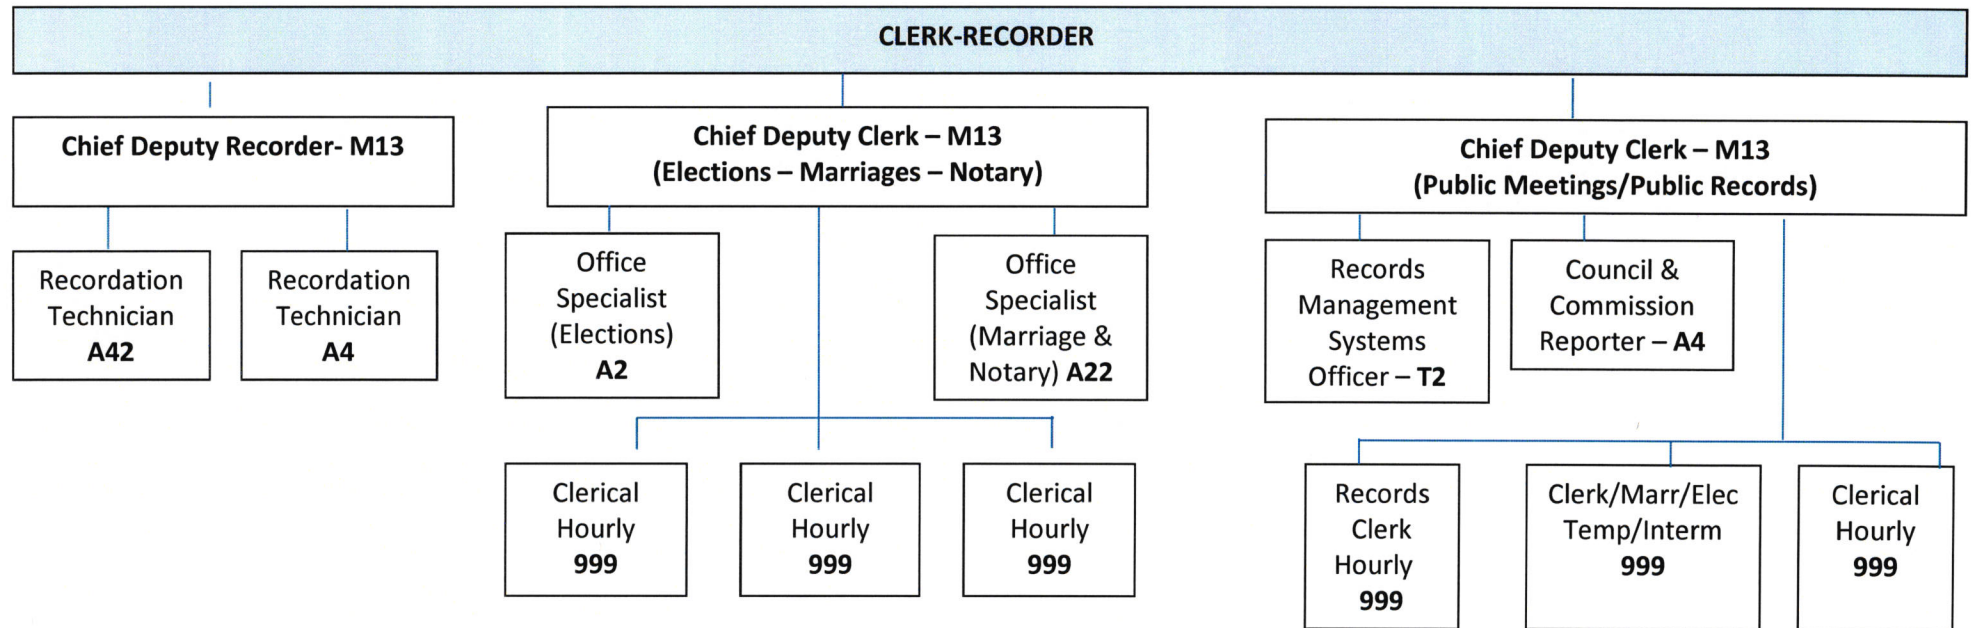 CLERK-RECORDER
Chief Deputy Recorder- M13
Recordation
Technician
A42
Recordation
Technician
A4
Chief Deputy Clerk – M13
(Elections – Marriages – Notary)
Office
Specialist
(Elections)
A2
Office
Specialist
(Marriage &
Notary) A22
Clerical
Hourly
999
Clerical
Hourly
999
Clerical
Hourly
999
Chief Deputy Clerk – M13
(Public Meetings/Public Records)
Records
Management
Systems
Officer – T2
Council &
Commission
Reporter – A4
Records
Clerk
Hourly
999
Clerk/Marr/Elec
Temp/Interm
999
Clerical
Hourly
999